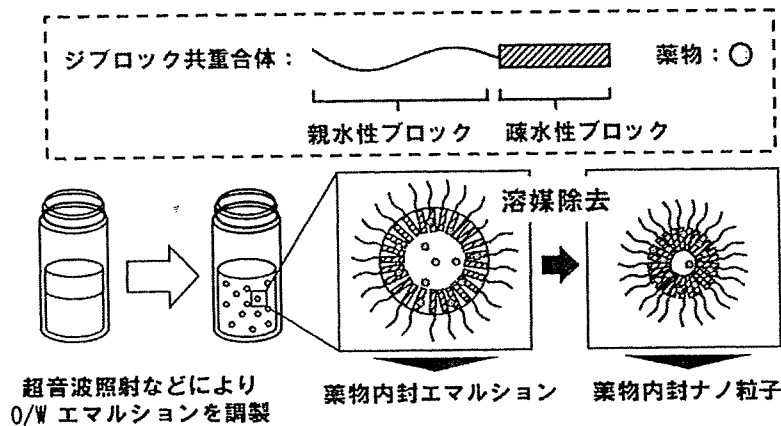 ジブロック共重合体：
薬物：
親水性ブロック 疎水性ブロック
溶媒除去
超音波照射などにより
O/W エマルションを調製
薬物内封エマルション
薬物内封ナノ粒子